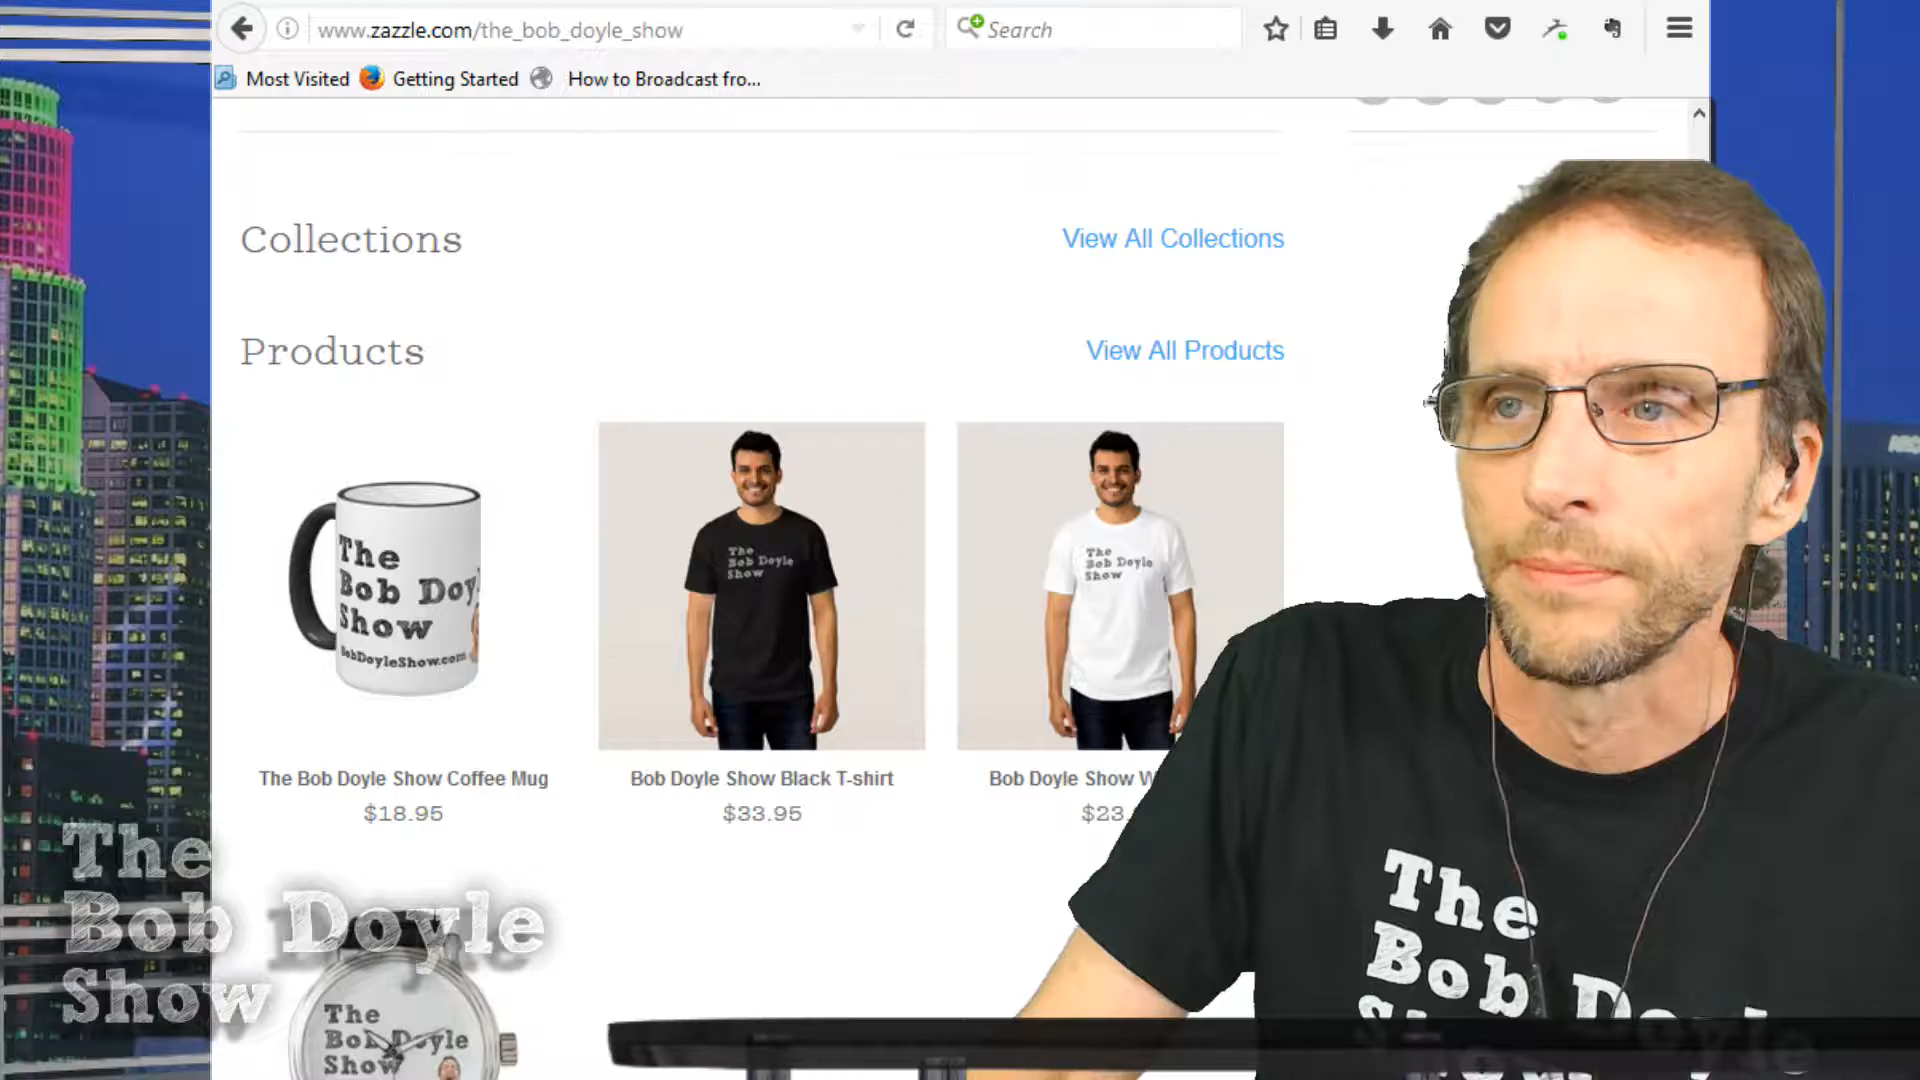 www.zazzle.com/the_bob_doyle_show
Search
Most Visited
Getting Started
How to Broadcast fro...
Collections
View All Collections
Products
View All Products
The
Bob Doy
Show
BobDoyleShow.com
The
Bob Doyle
Show
The
Bob Doyle
Show
The Bob Doyle Show Coffee Mug
Bob Doyle Show Black T-shirt
Bob Doyle Show W
$18.95
$33.95
$23.
The
Bob Doyle
Show
The
Bob Doyle
Show
The
Bob D